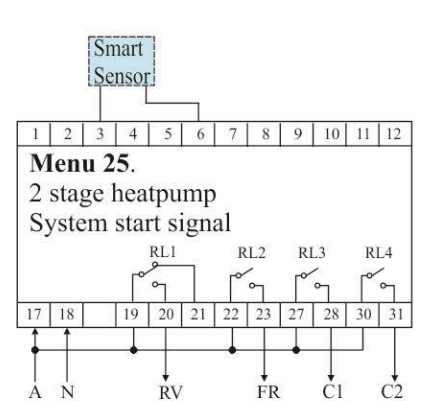 Smart
Sensor
1 2 3 4 5 6 7 8 9 10 11 12
Menu 25.
2 stage heatpump
System start signal
RL1 RL2 RL3 RL4
17 18 19 20 21 22 23 27 28 30 31
A N RV FR C1 C2